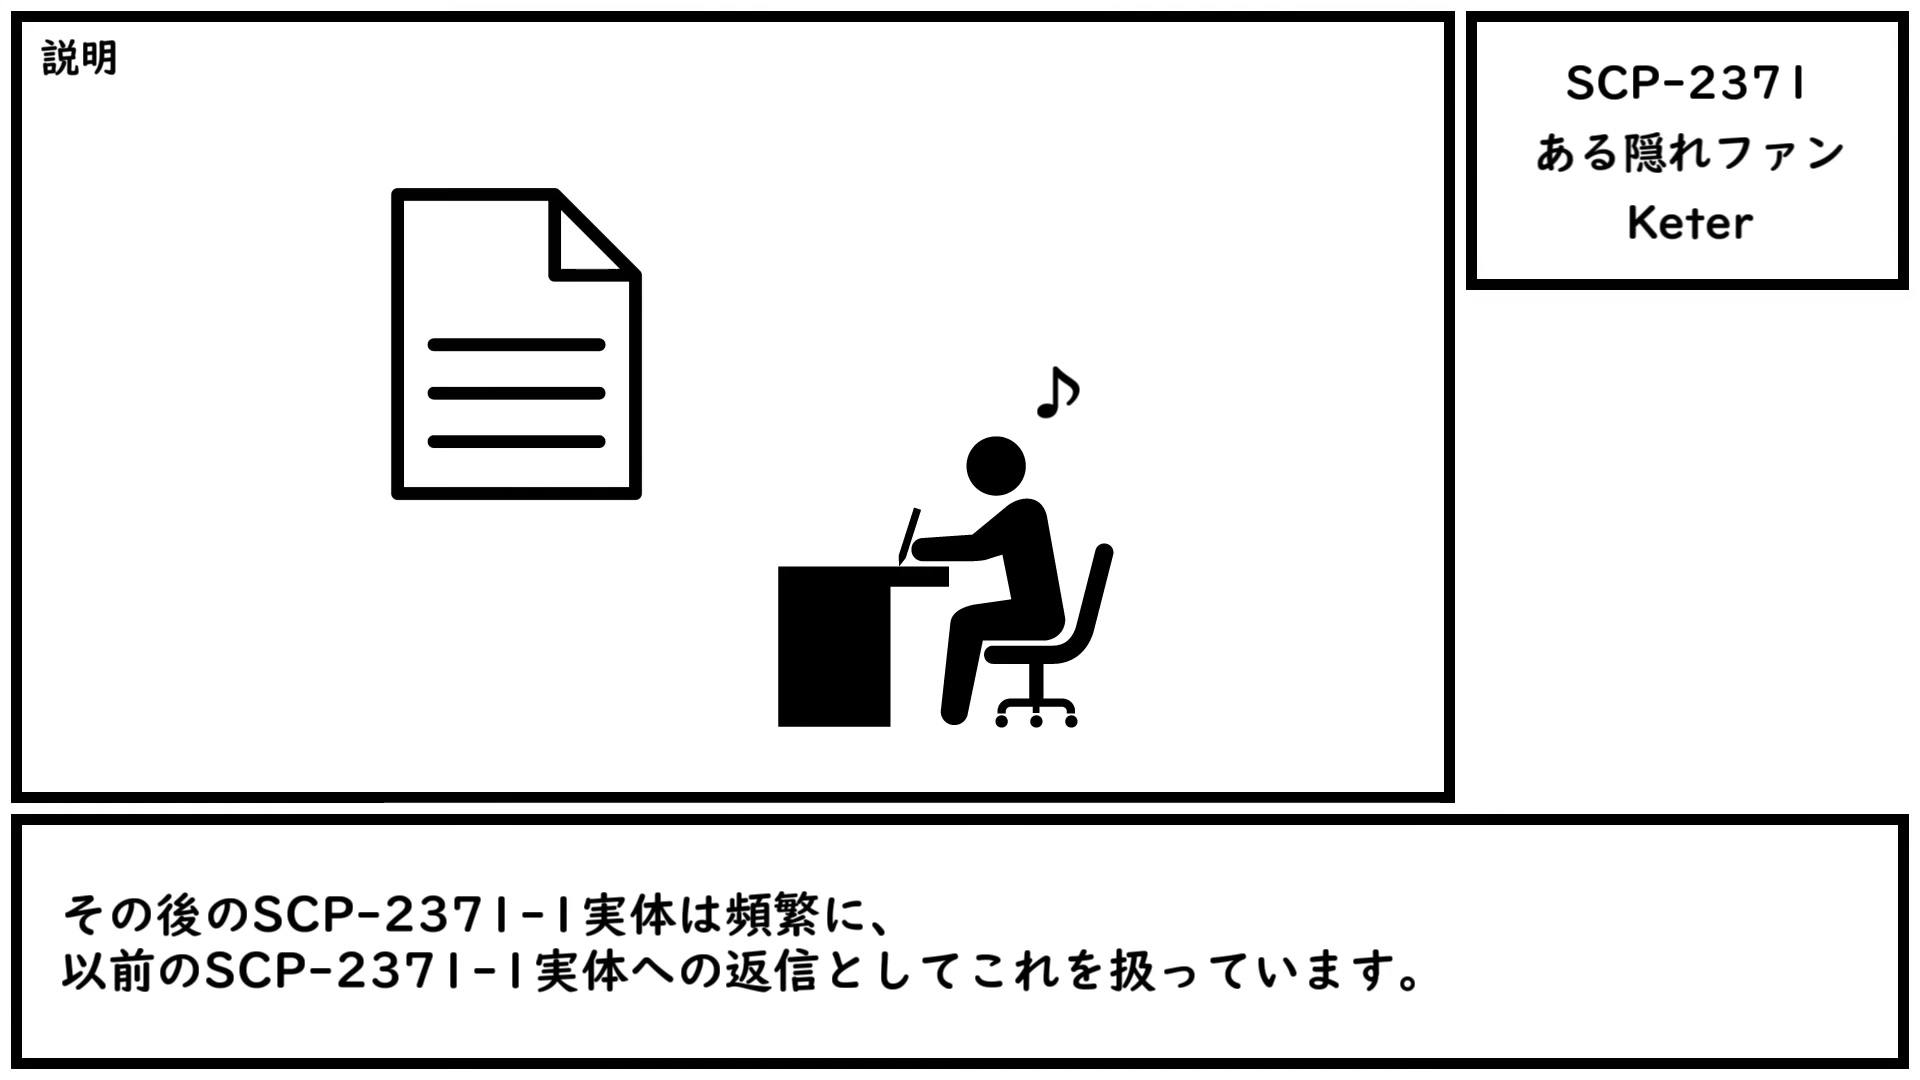 説明
SCP-2371
ある隠れファン
Keter
♪
その後のSCP-2371-1実体は頻繁に、
以前のSCP-2371-1実体への返信としてこれを扱っています。